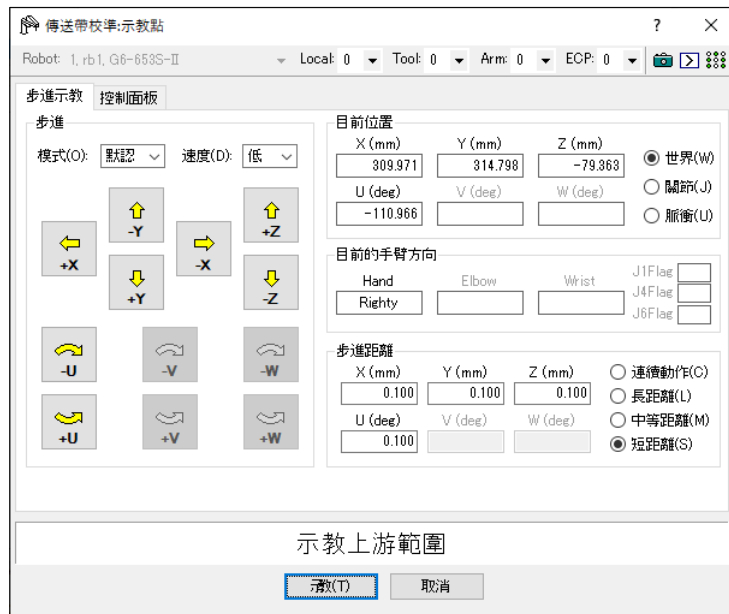 傳送帶校準:示教點
Robot: 1, rb1, G6-653S-II Local: 0 Tool: 0 Arm: 0 ECP: 0
步進示教 控制面板
步進
模式(O): 默認 速度(D): 低
+X
-Y
+Y
-X
+Z
-Z
-U -V -W
+U +V +W
目前位置
X (mm) Y (mm) Z (mm)
309.971 314.798 -79.363
U (deg) V (deg) W (deg)
-110.966
世界(W)
關節(J)
脈衝(U)
目前的手臂方向
Hand Elbow Wrist
Righty
J1Flag
J4Flag
J6Flag
步進距離
X (mm) Y (mm) Z (mm)
0.100 0.100 0.100
U (deg) V (deg) W (deg)
0.100
連續動作(C)
長距離(L)
中等距離(M)
短距離(S)
示教上游範圍
示教(T) 取消